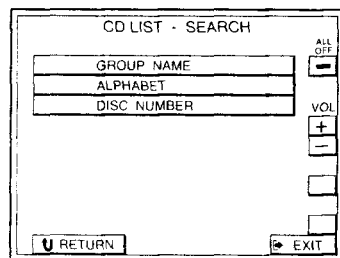 CD LIST - SEARCH
ALL
OFF
GROUP NAME
ALPHABET
DISC NUMBER
VOL
+
−
RETURN
EXIT